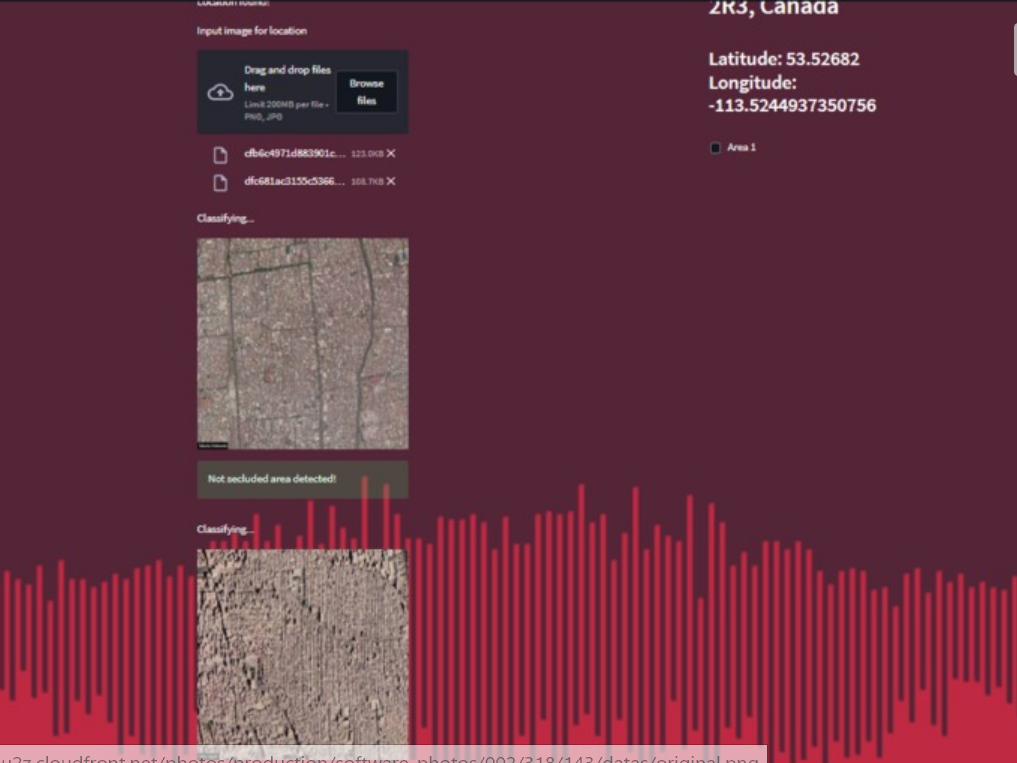 Location found!
Input image for location
Drag and drop files
here
Limit 200MB per file •
PNG, JPG
Browse
files
cfb6c4971d883901c... 123.0KB
dfc681ac3155c5366... 108.7KB
Classifying...
Not secluded area detected!
Classifying...
2R3, Canada
Latitude: 53.52682
Longitude:
-113.5244937350756
Area 1
u2z.cloudfront.net/photos/production/software_photos/002/318/143/datas/original.png